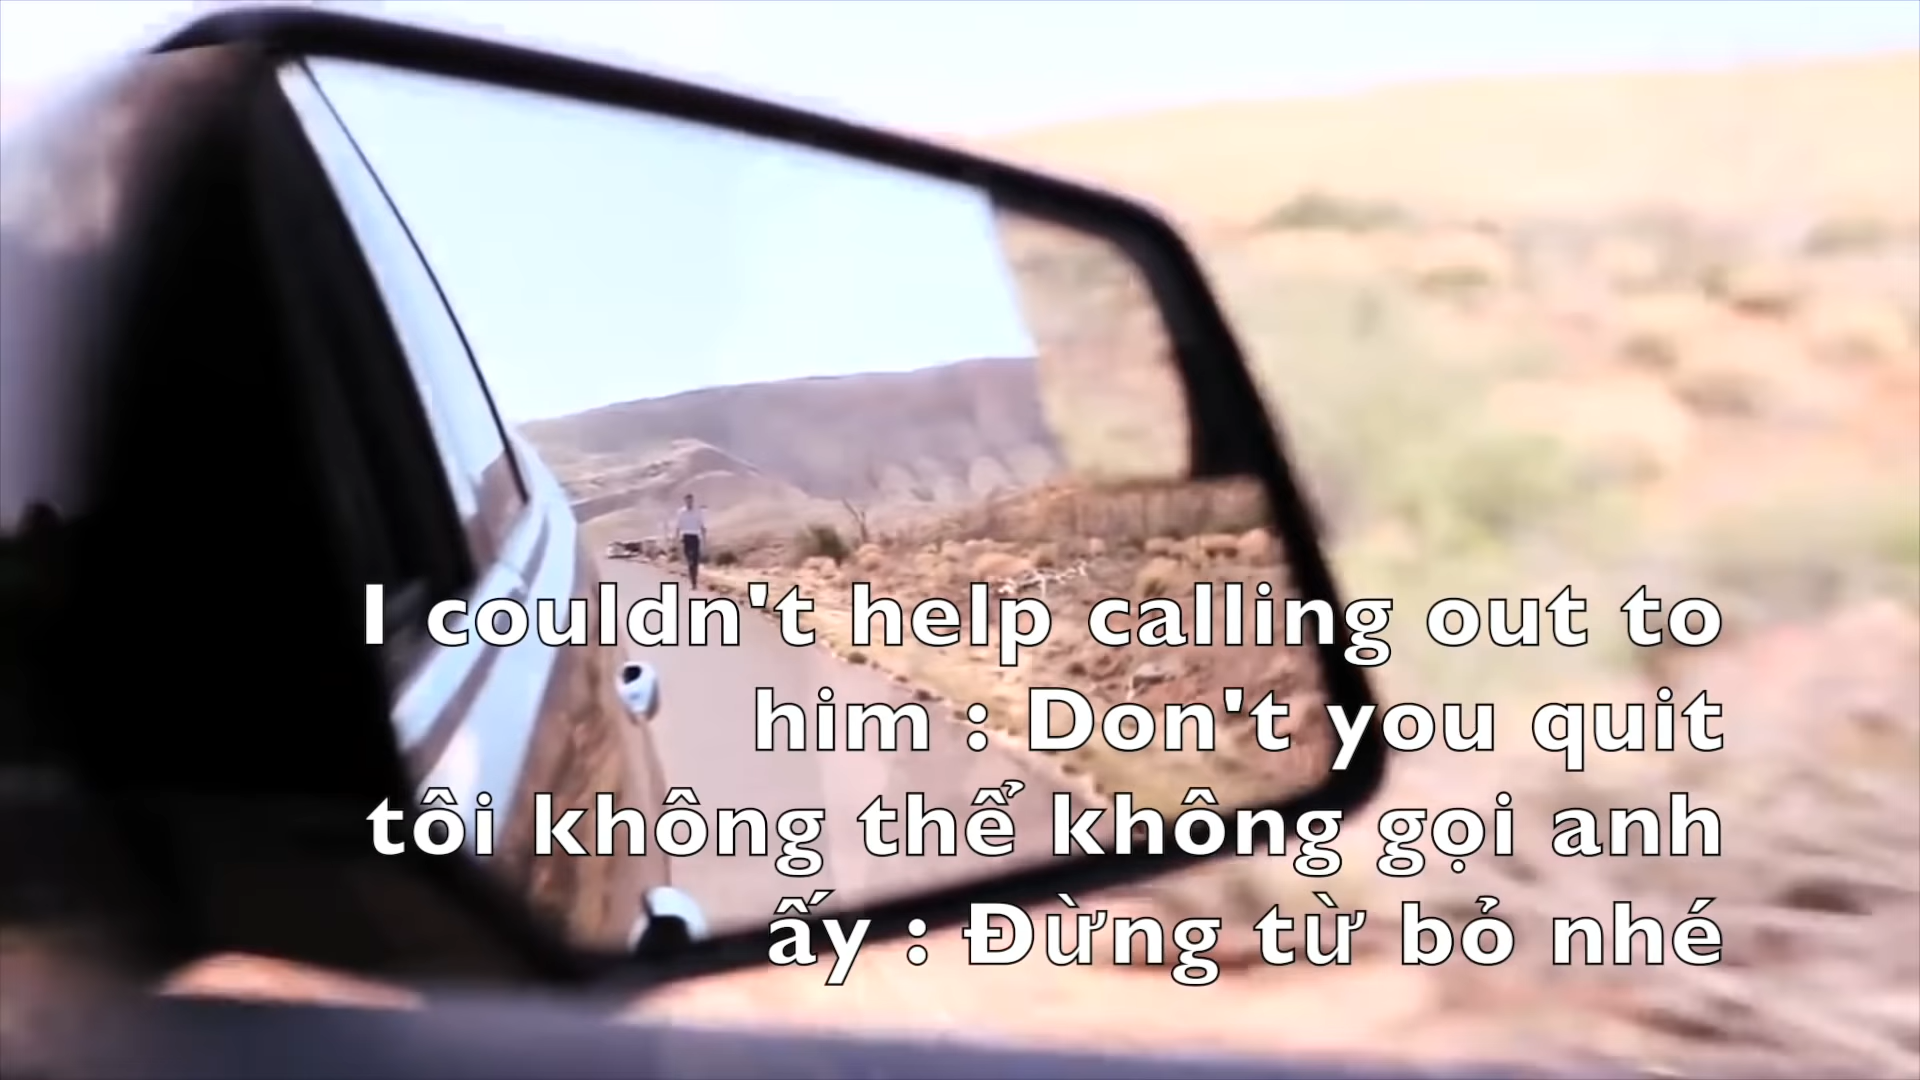 I couldn't help calling out to
him : Don't you quit
tôi không thể không gọi anh
ấy : Đừng từ bỏ nhé